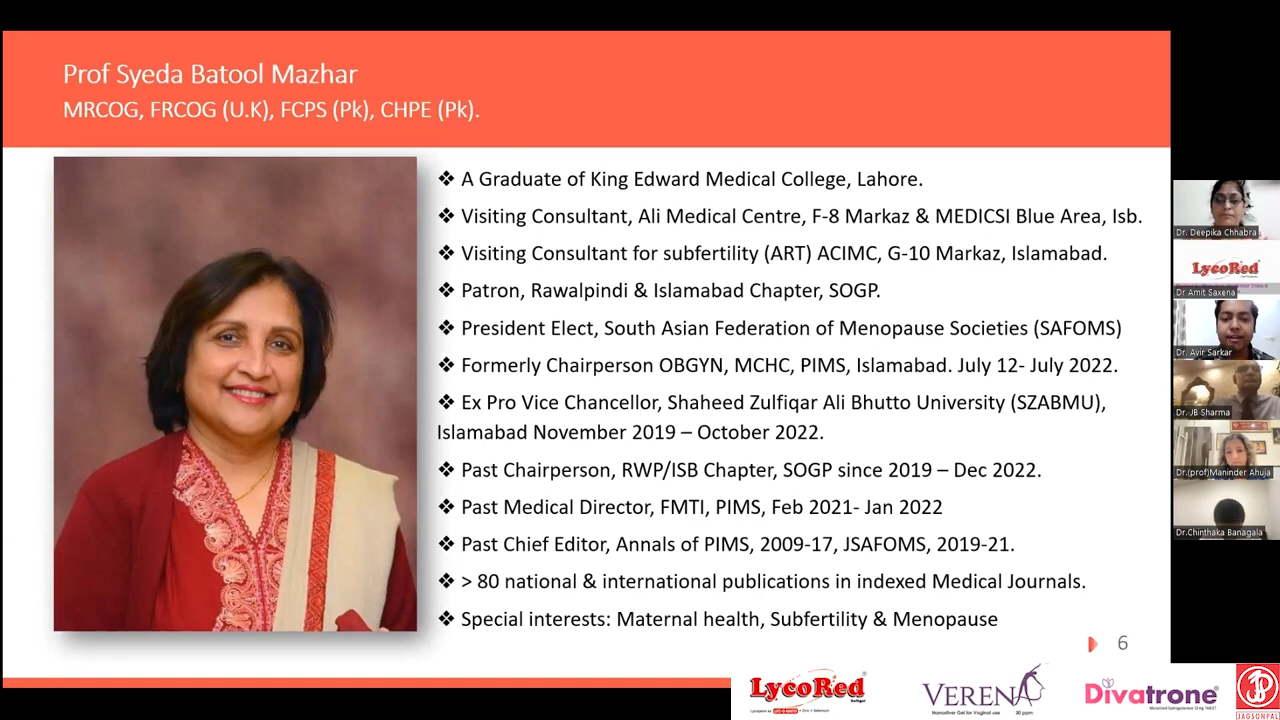 Prof Syeda Batool Mazhar
MRCOG, FRCOG (U.K), FCPS (Pk), CHPE (Pk).
❖ A Graduate of King Edward Medical College, Lahore.
❖ Visiting Consultant, Ali Medical Centre, F-8 Markaz & MEDICSI Blue Area, Isb.
❖ Visiting Consultant for subfertility (ART) ACIMC, G-10 Markaz, Islamabad.
❖ Patron, Rawalpindi & Islamabad Chapter, SOGP.
❖ President Elect, South Asian Federation of Menopause Societies (SAFOMS)
❖ Formerly Chairperson OBGYN, MCHC, PIMS, Islamabad. July 12- July 2022.
❖ Ex Pro Vice Chancellor, Shaheed Zulfiqar Ali Bhutto University (SZABMU),
Islamabad November 2019 – October 2022.
❖ Past Chairperson, RWP/ISB Chapter, SOGP since 2019 – Dec 2022.
❖ Past Medical Director, FMTI, PIMS, Feb 2021- Jan 2022
❖ Past Chief Editor, Annals of PIMS, 2009-17, JSAFOMS, 2019-21.
❖ > 80 national & international publications in indexed Medical Journals.
❖ Special interests: Maternal health, Subfertility & Menopause
6
Dr. Deepika Chhabra
LycoRed
Dr Amit Saxena
Dr. Avir Sarkar
Dr. JB Sharma
Dr.(prof)Maninder Ahuja
Dr.Chinthaka Banagala
LycoRed
VERENA
Nanosilver Gel for Vaginal use 30 ppm
Divatrone
JAGSONPAL